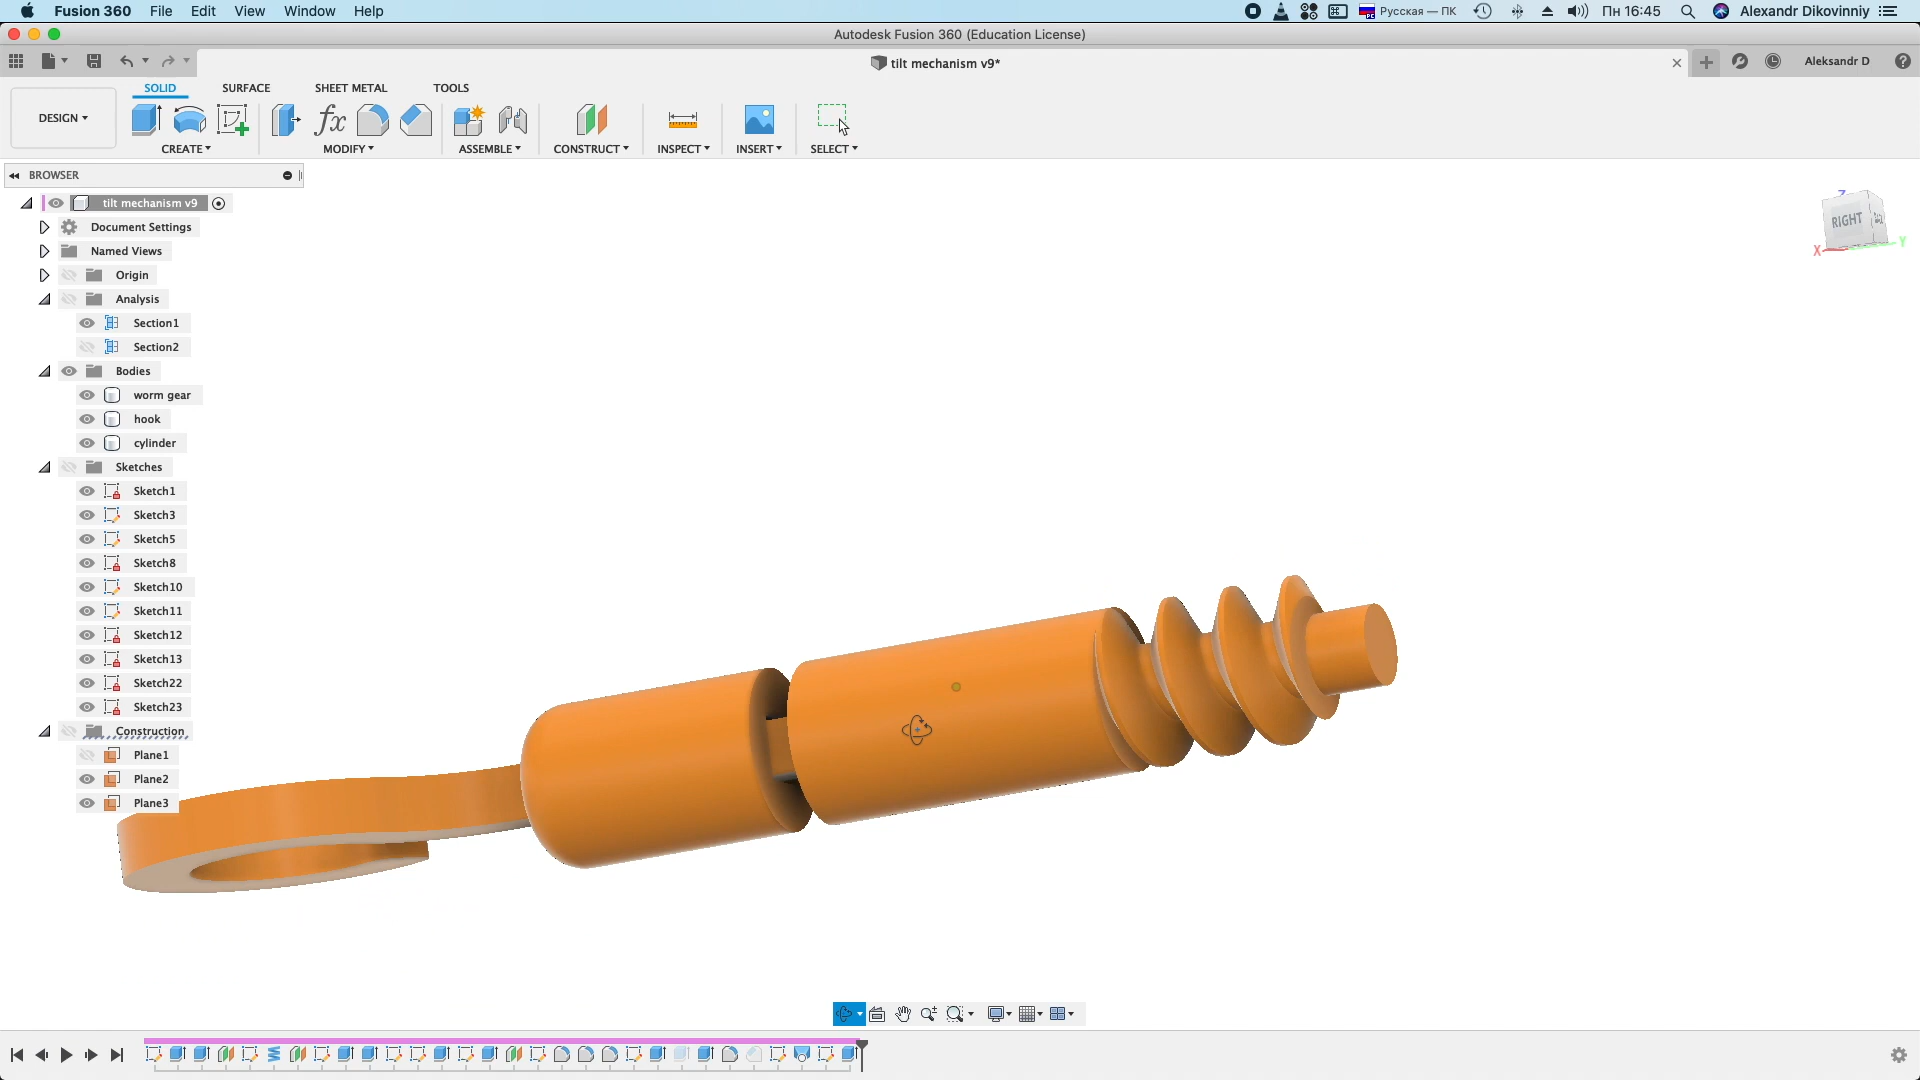 Fusion 360 File Edit View Window Help Русская — ПК Пн 16:45 Alexandr Dikovinniy
Autodesk Fusion 360 (Education License)
tilt mechanism v9* Aleksandr D
SOLID SURFACE SHEET METAL TOOLS
DESIGN
CREATE MODIFY ASSEMBLE CONSTRUCT INSPECT INSERT SELECT
BROWSER
tilt mechanism v9
Document Settings
Named Views
Origin
Analysis
Section1
Section2
Bodies
worm gear
hook
cylinder
Sketches
Sketch1
Sketch3
Sketch5
Sketch8
Sketch10
Sketch11
Sketch12
Sketch13
Sketch22
Sketch23
Construction
Plane1
Plane2
Plane3
Z
RIGHT
X
Y